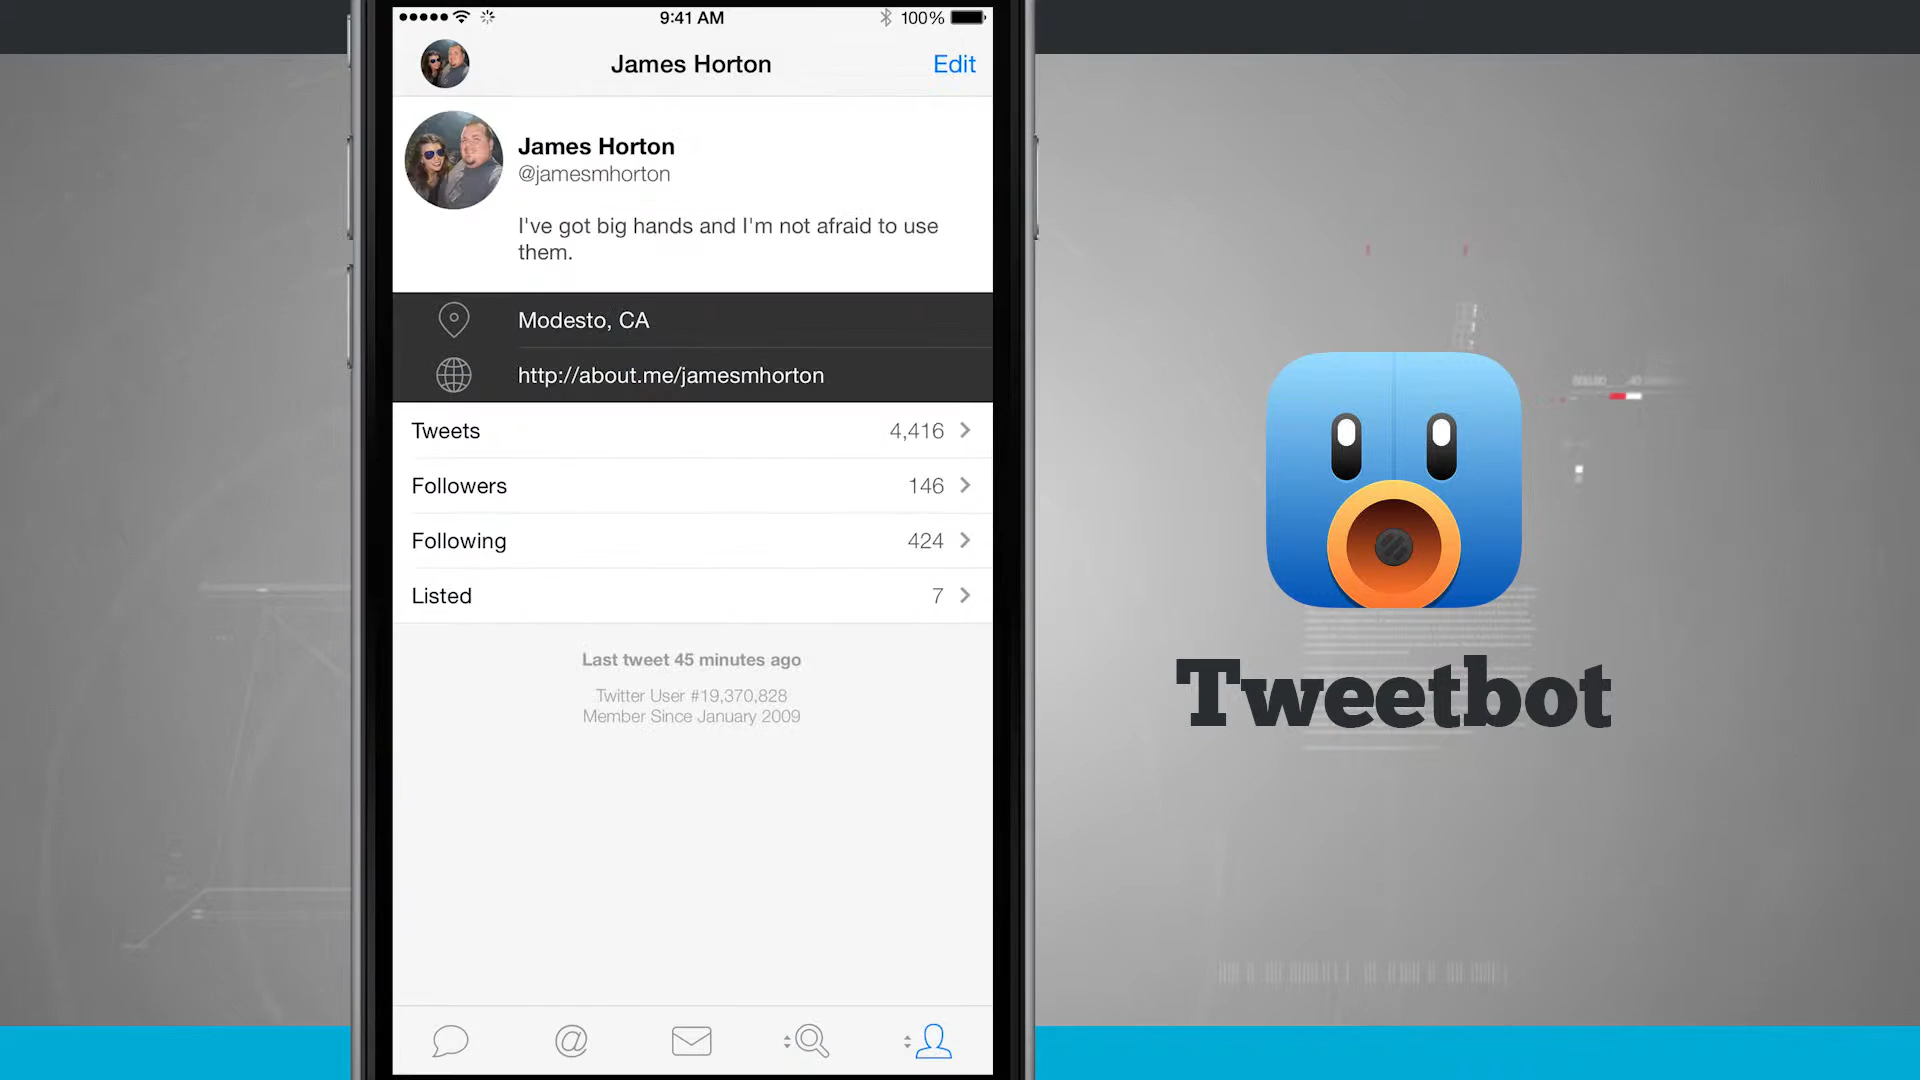 9:41 AM
100%
James Horton
Edit
James Horton
@jamesmhorton
I've got big hands and I'm not afraid to use
them.
Modesto, CA
http://about.me/jamesmhorton
Tweets 4,416
Followers 146
Following 424
Listed 7
Last tweet 45 minutes ago
Twitter User #19,370,828
Member Since January 2009
Tweetbot